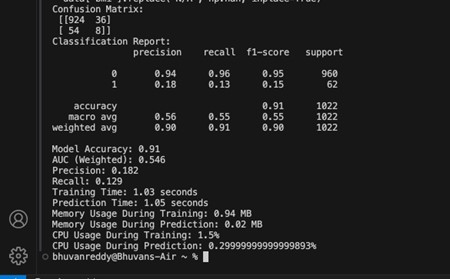 Confusion Matrix:
[[924 36]
[ 54 8]]
Classification Report:
precision recall f1-score support
0 0.94 0.96 0.95 960
1 0.18 0.13 0.15 62
accuracy 0.91 1022
macro avg 0.56 0.55 0.55 1022
weighted avg 0.90 0.91 0.90 1022
Model Accuracy: 0.91
AUC (Weighted): 0.546
Precision: 0.182
Recall: 0.129
Training Time: 1.03 seconds
Prediction Time: 1.05 seconds
Memory Usage During Training: 0.94 MB
Memory Usage During Prediction: 0.02 MB
CPU Usage During Training: 1.5%
CPU Usage During Prediction: 0.29999999999999893%
bhuvanreddy@Bhuvans-Air ~ %